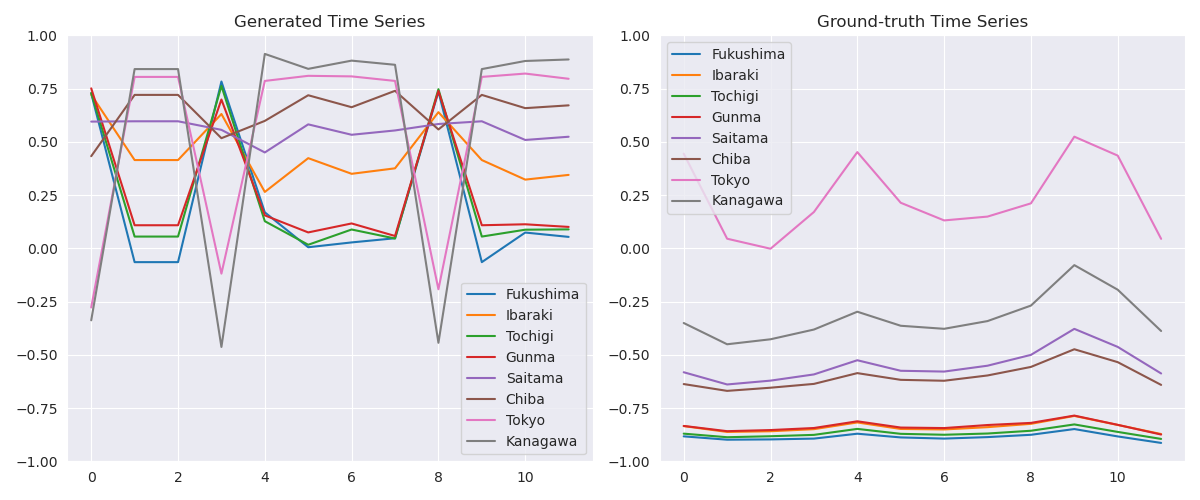 Generated Time Series
1.00
0.75
0.50
0.25
0.00
−0.25
−0.50
−0.75
−1.00
0 2 4 6 8 10
Fukushima
Ibaraki
Tochigi
Gunma
Saitama
Chiba
Tokyo
Kanagawa
Ground-truth Time Series
1.00
0.75
0.50
0.25
0.00
−0.25
−0.50
−0.75
−1.00
0 2 4 6 8 10
Fukushima
Ibaraki
Tochigi
Gunma
Saitama
Chiba
Tokyo
Kanagawa